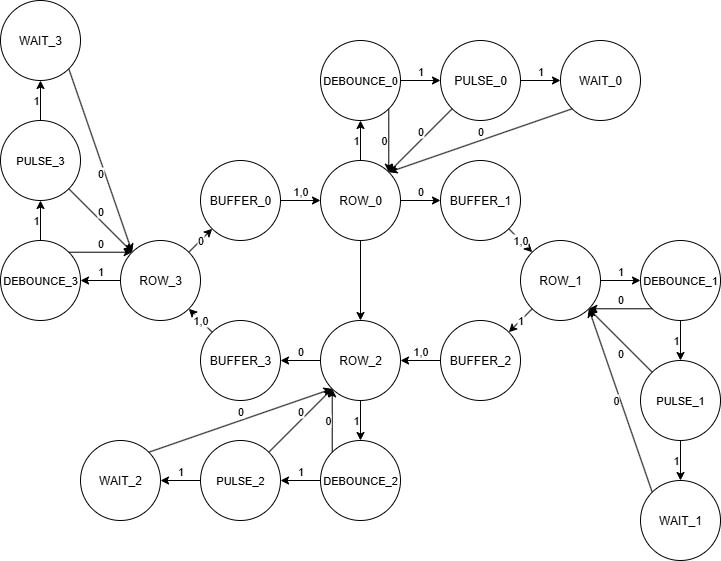 WAIT_3
1
DEBOUNCE_0
1
PULSE_0
1
WAIT_0
0
0
1
0
PULSE_3
0
1
0
BUFFER_0
1,0
ROW_0
0
BUFFER_1
0
0
1,0
DEBOUNCE_3
1
ROW_3
ROW_1
1
DEBOUNCE_1
0
1,0
1
1
0
BUFFER_3
0
ROW_2
1,0
BUFFER_2
0
PULSE_1
0
0
0
1
1
WAIT_2
1
PULSE_2
1
DEBOUNCE_2
WAIT_1